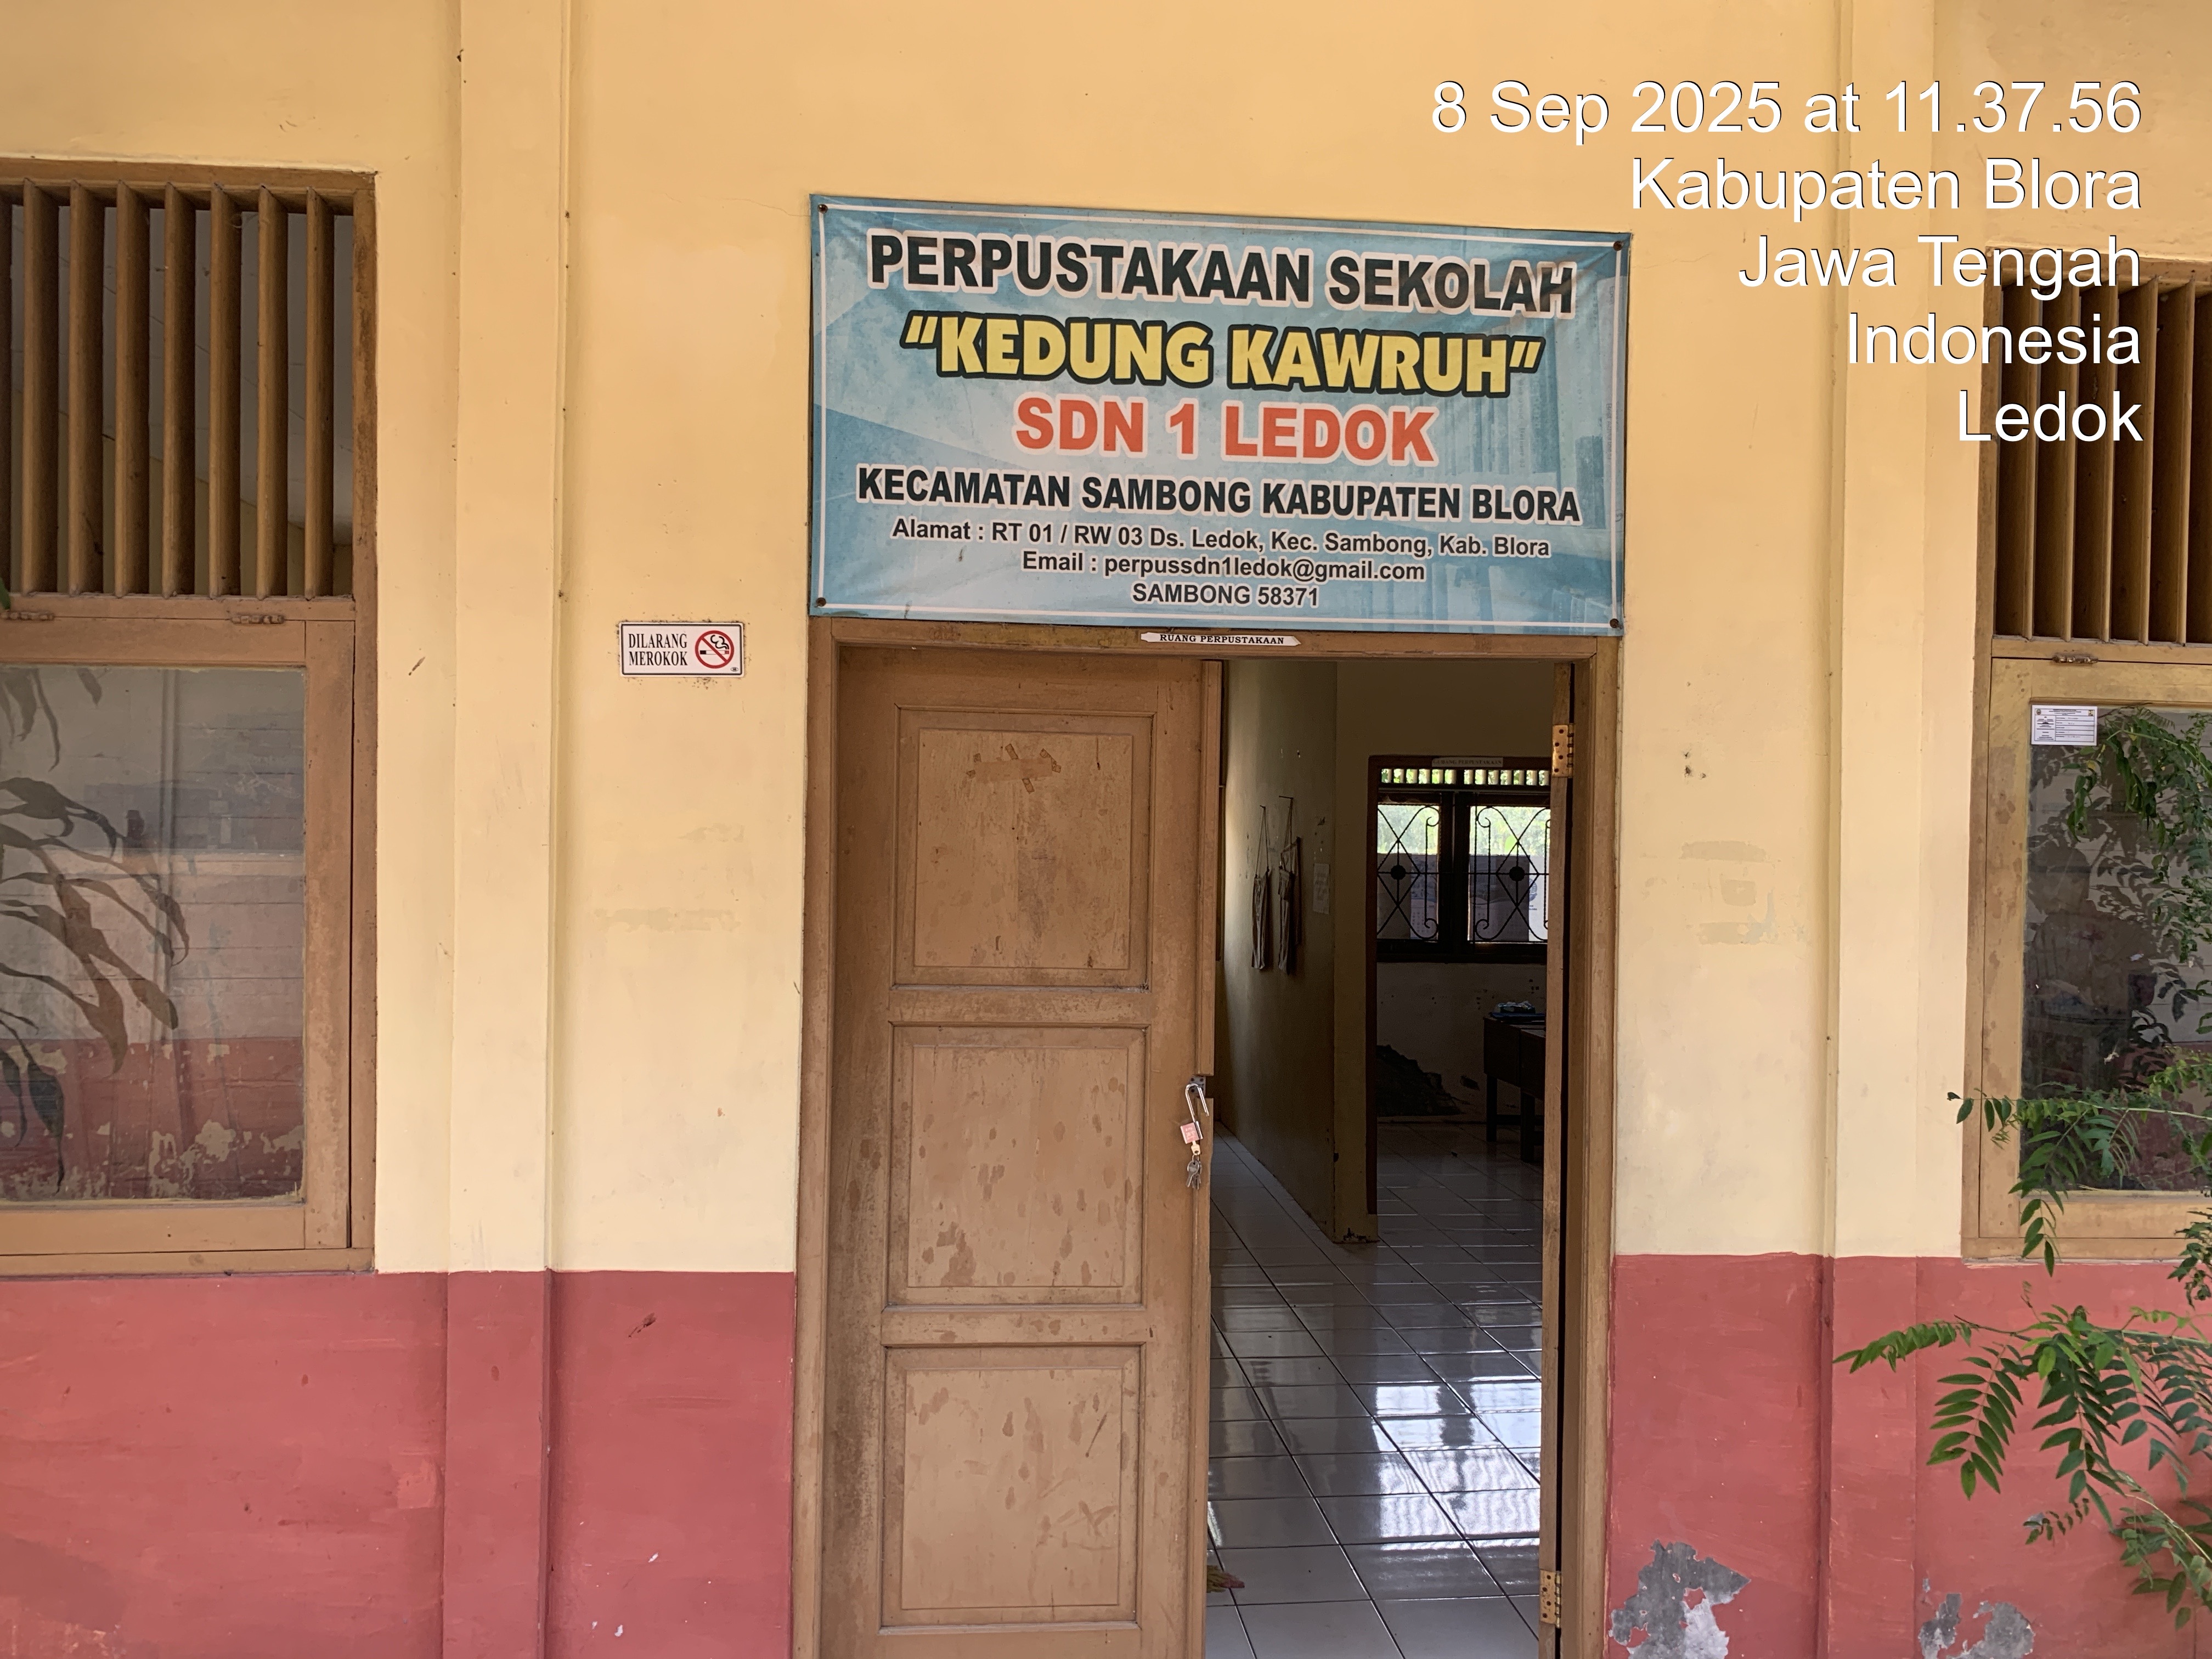 8 Sep 2025 at 11.37.56
Kabupaten Blora
Jawa Tengah
Indonesia
Ledok
PERPUSTAKAAN SEKOLAH
"KEDUNG KAWRUH"
SDN 1 LEDOK
KECAMATAN SAMBONG KABUPATEN BLORA
Alamat : RT 01 / RW 03 Ds. Ledok, Kec. Sambong, Kab. Blora
Email : perpussdn1ledok@gmail.com
SAMBONG 58371
RUANG PERPUSTAKAAN
DILARANG
MEROKOK